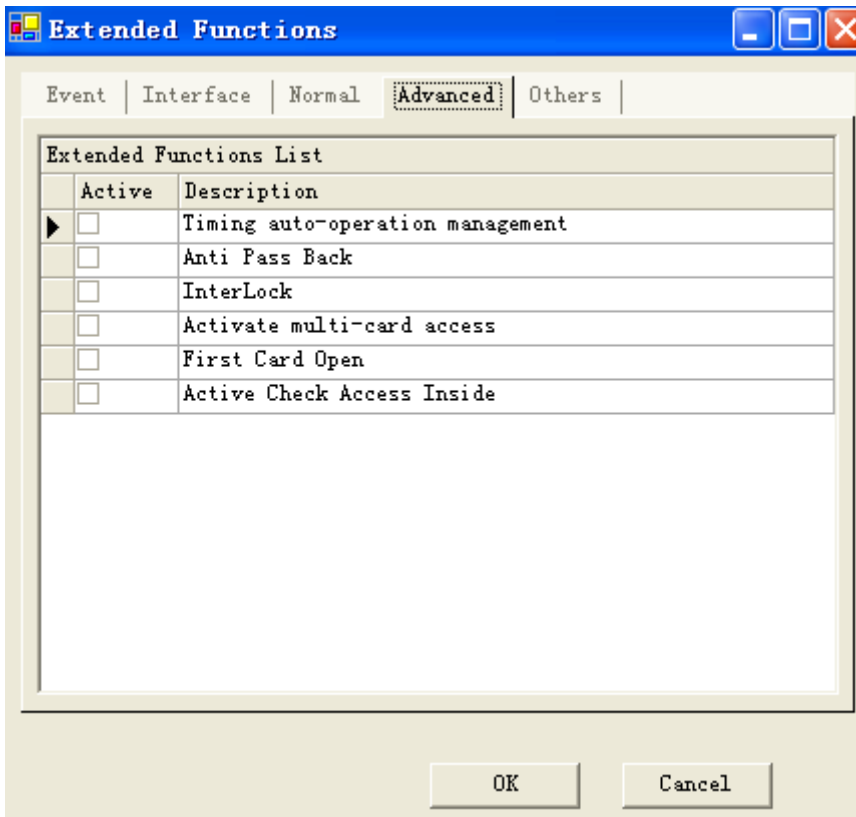 Extended Functions
Event Interface Normal Advanced Others
Extended Functions List
Active Description
Timing auto-operation management
Anti Pass Back
InterLock
Activate multi-card access
First Card Open
Active Check Access Inside
OK Cancel